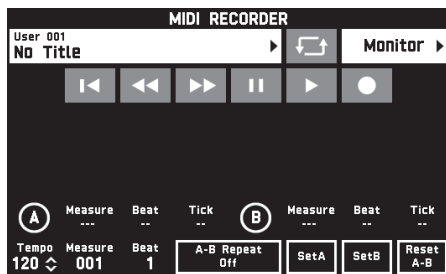 MIDI RECORDER
User 001
No Title
Monitor
A Measure Beat Tick B Measure Beat Tick
--- -- -- --- -- --
Tempo Measure Beat A-B Repeat SetA SetB Reset
120 001 1 Off A-B